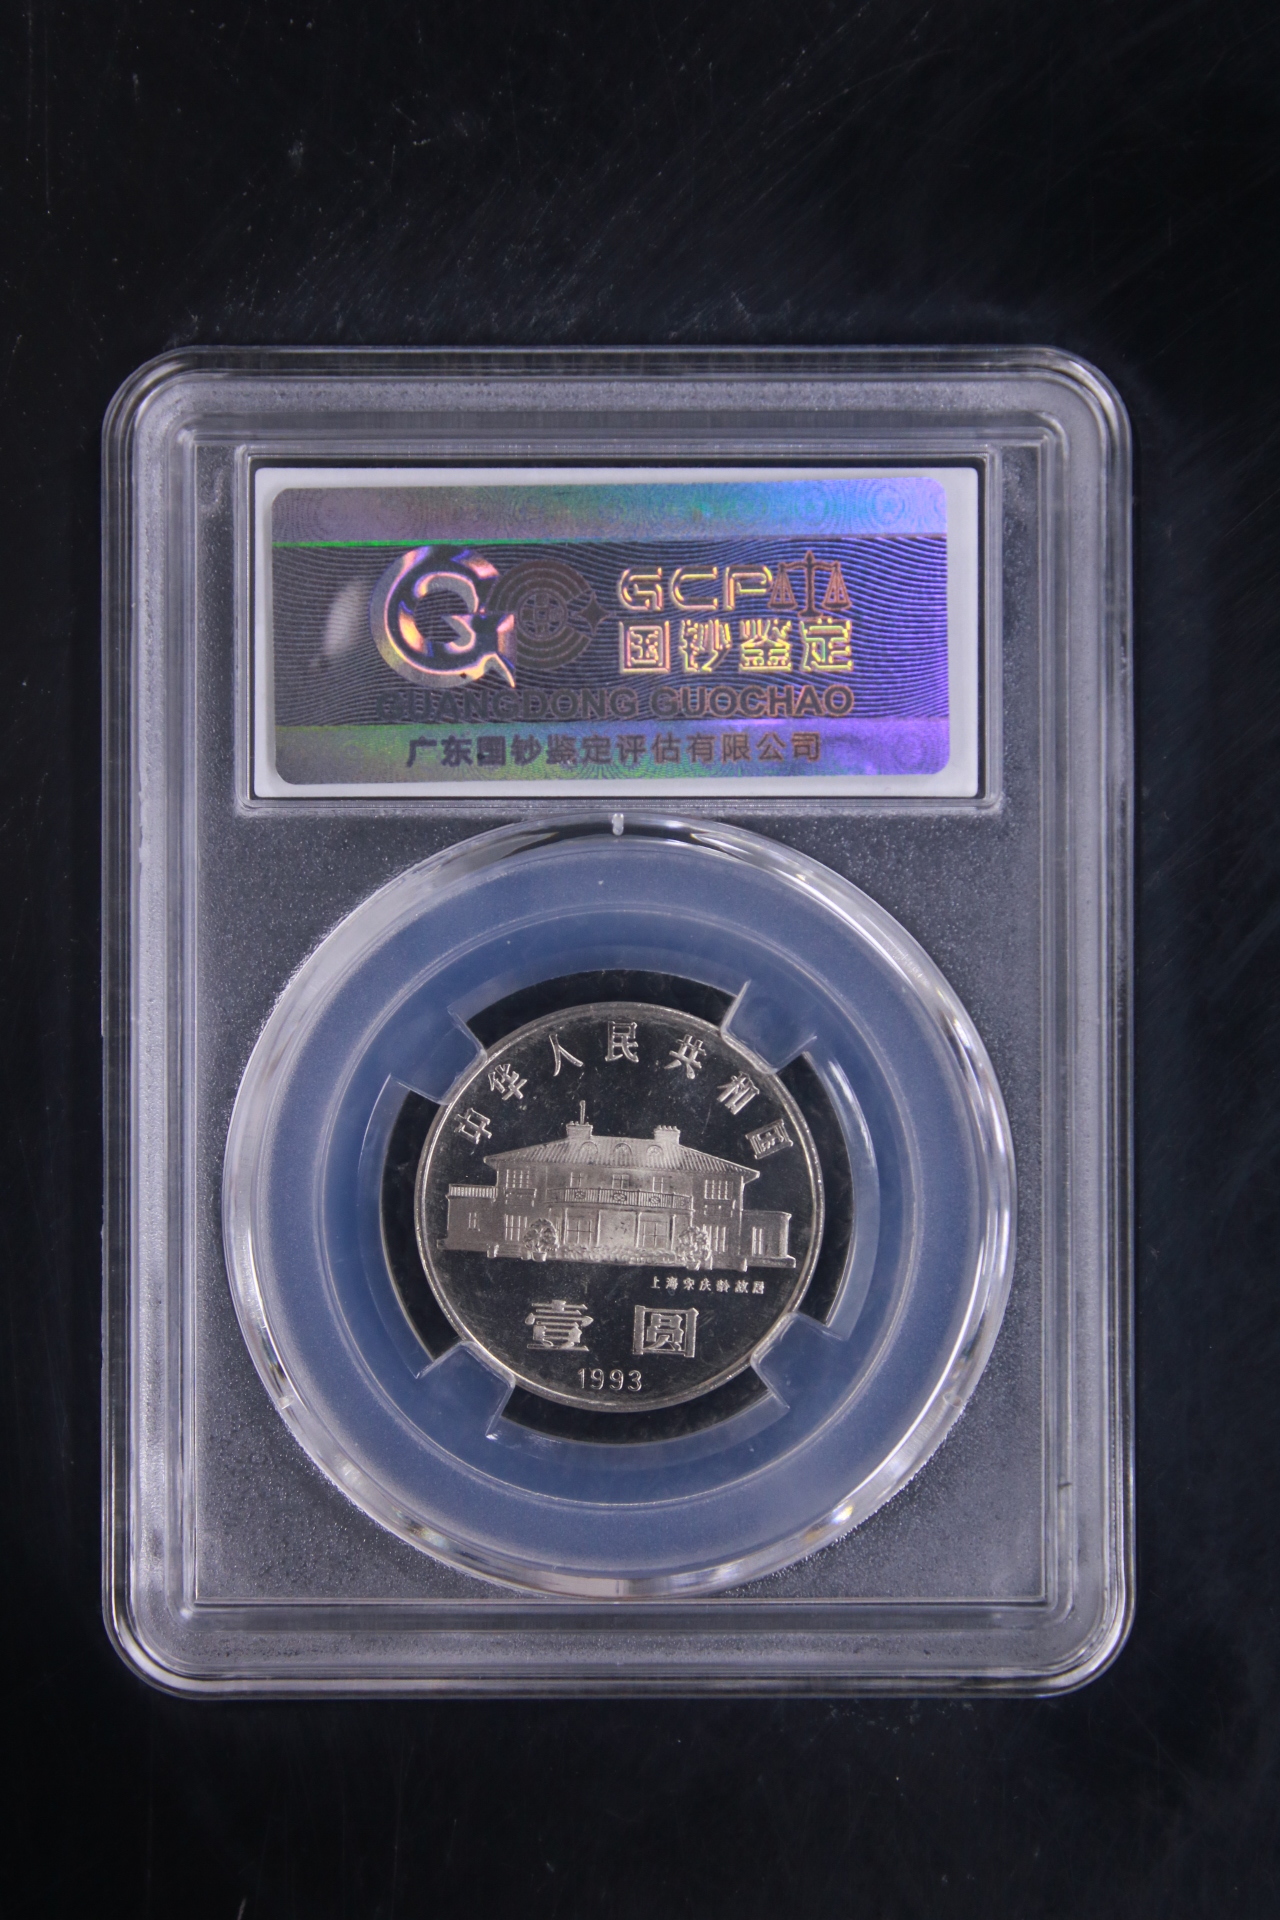 GCP
国钞鉴定
GUANGDONG GUOCHAO
广东国钞鉴定评估有限公司
中华人民共和国
上海宋庆龄故居
壹圆
1993